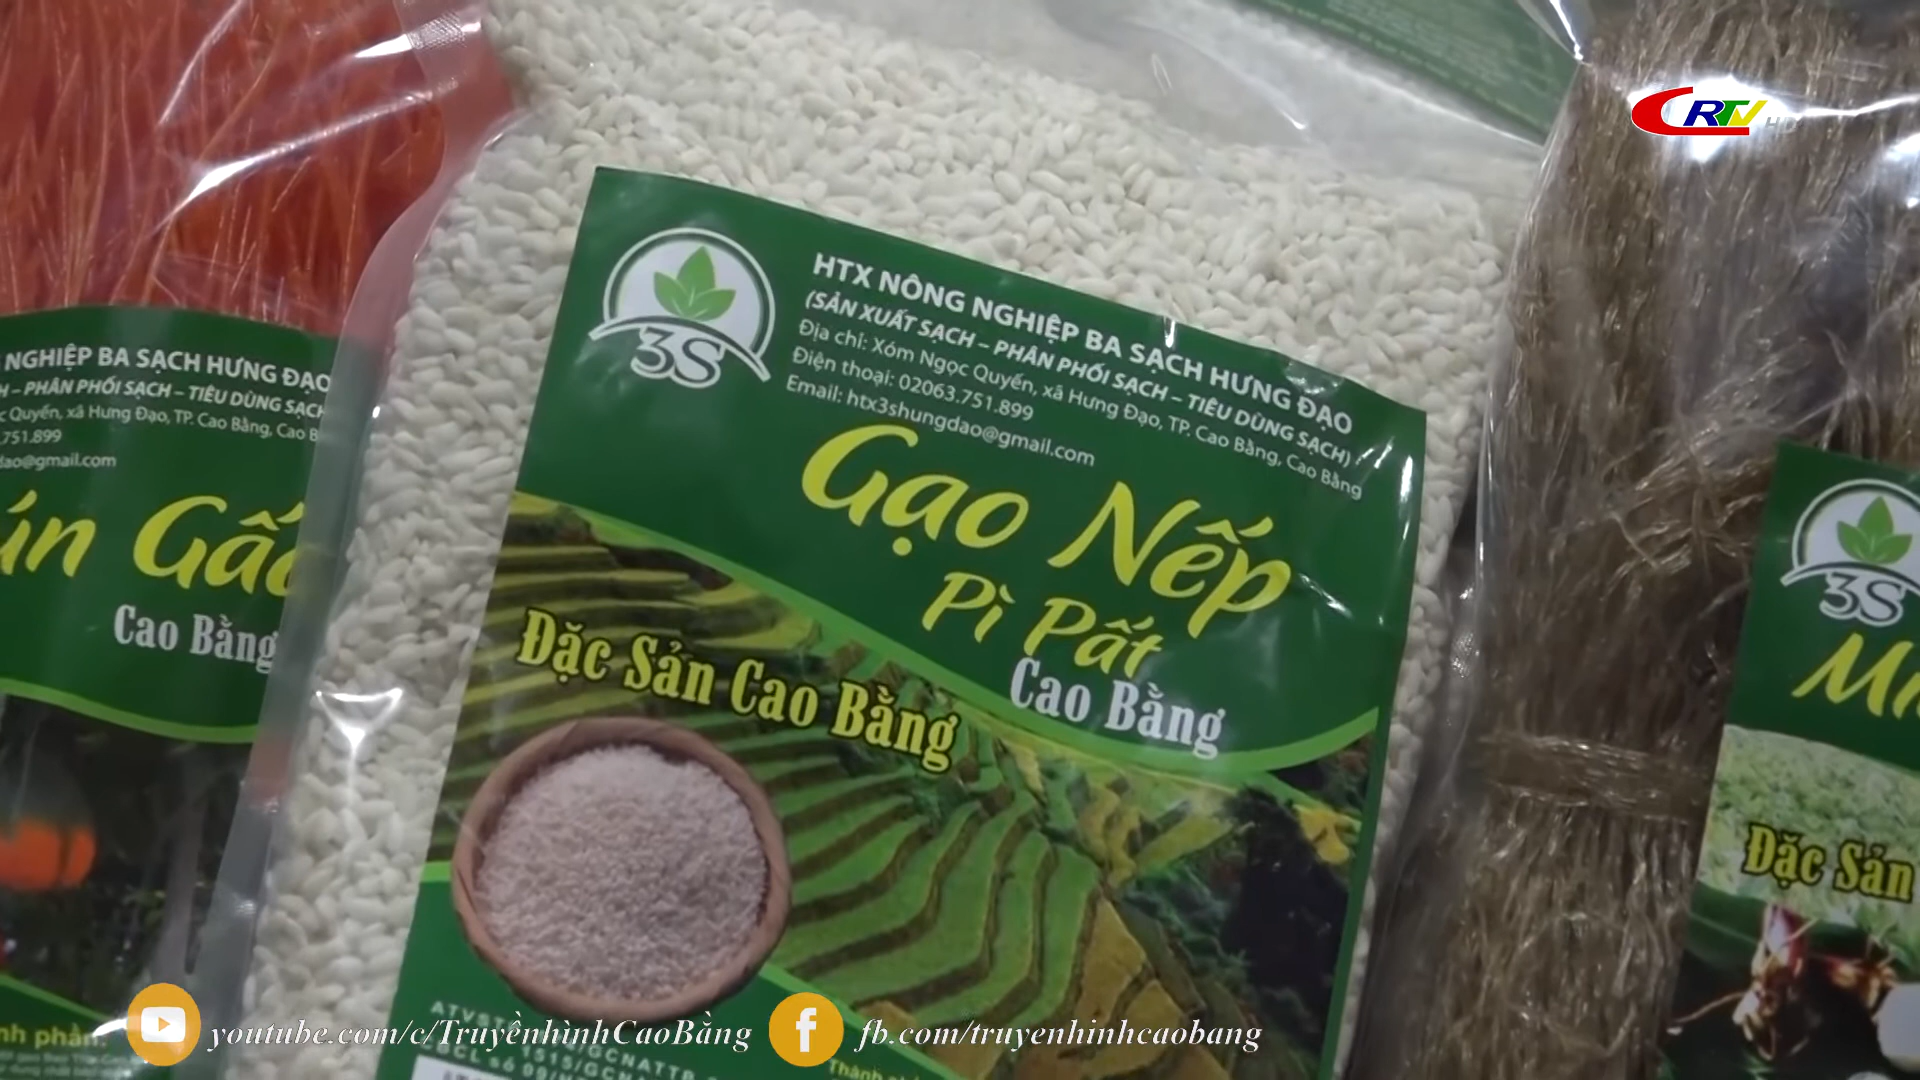 CRTV HD
HTX NÔNG NGHIỆP BA SẠCH HƯNG ĐẠO
(SẢN XUẤT SẠCH – PHÂN PHỐI SẠCH – TIÊU DÙNG SẠCH)
Địa chỉ: Xóm Ngọc Quyến, xã Hưng Đạo, TP. Cao Bằng, Cao Bằng
Điện thoại: 02063.751.899
Email: htx3shungdao@gmail.com
3S
Gạo Nếp
Pì Pất
Cao Bằng
Đặc Sản Cao Bằng
NGHIỆP BA SẠCH HƯNG ĐẠO
– PHÂN PHỐI SẠCH – TIÊU DÙNG SẠCH
Quyến, xã Hưng Đạo, TP. Cao Bằng, Cao B
.751.899
dao@gmail.com
ún Gấc
Cao Bằng
3S
Đặc Sản
youtube.com/c/TruyềnhìnhCaoBằng
fb.com/truyenhinhcaobang